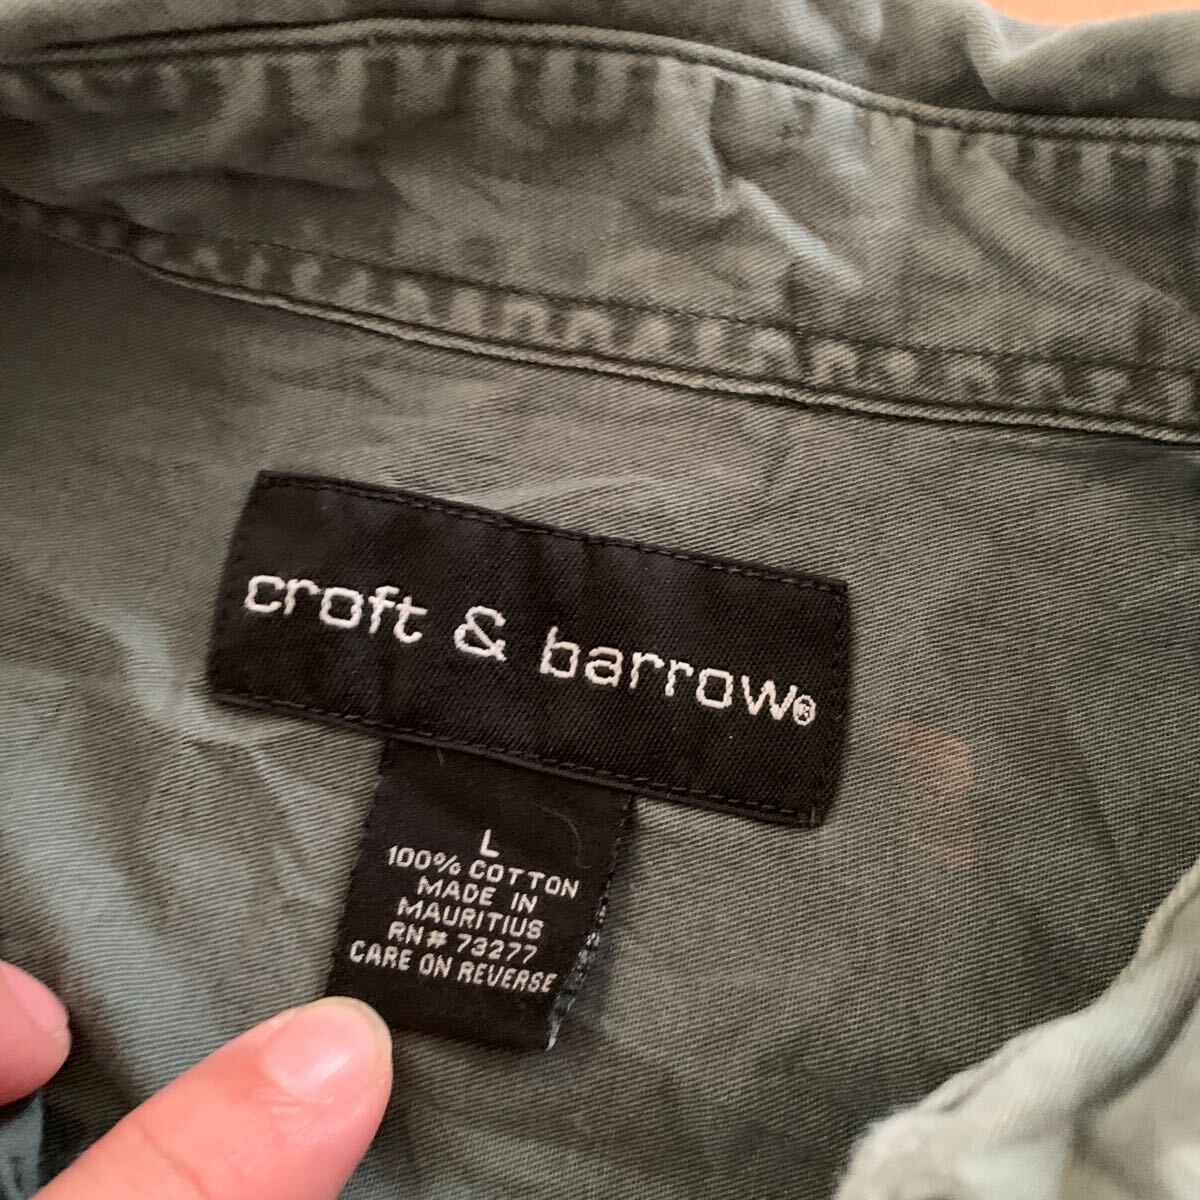 croft & barrow®
L
100% COTTON
MADE IN
MAURITIUS
RN# 73277
CARE ON REVERSE